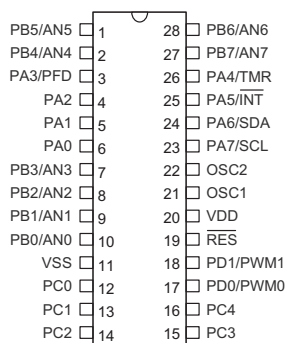 PB5/AN5 1 28 PB6/AN6
PB4/AN4 2 27 PB7/AN7
PA3/PFD 3 26 PA4/TMR
PA2 4 25 PA5/INT
PA1 5 24 PA6/SDA
PA0 6 23 PA7/SCL
PB3/AN3 7 22 OSC2
PB2/AN2 8 21 OSC1
PB1/AN1 9 20 VDD
PB0/AN0 10 19 RES
VSS 11 18 PD1/PWM1
PC0 12 17 PD0/PWM0
PC1 13 16 PC4
PC2 14 15 PC3